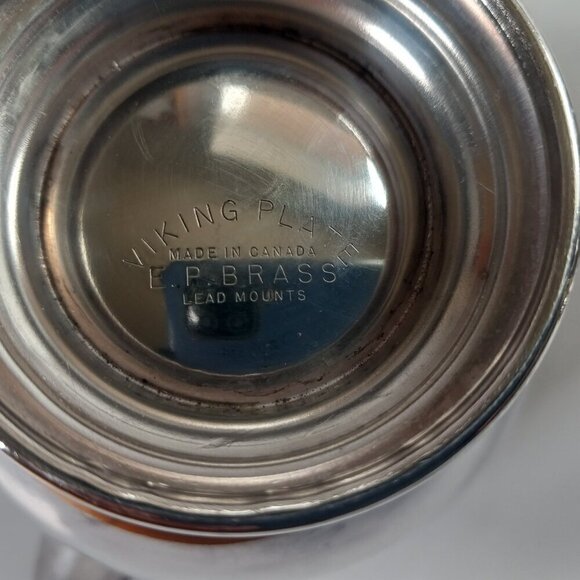 VIKING PLATE
MADE IN CANADA
E.P. BRASS
LEAD MOUNTS